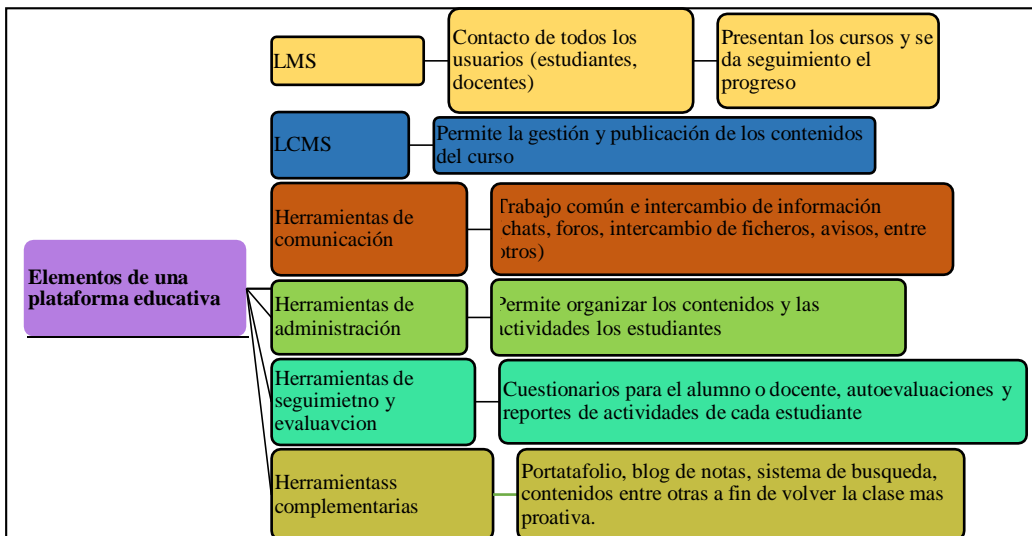 LMS
Contacto de todos los
usuarios (estudiantes,
docentes)
Presentan los cursos y se
da seguimiento el
progreso
LCMS
Permite la gestión y publicación de los contenidos
del curso
Herramientas de
comunicación
Trabajo común e intercambio de información
chats, foros, intercambio de ficheros, avisos, entre
otros)
Elementos de una
plataforma educativa
Herramientas de
administración
Permite organizar los contenidos y las
actividades los estudiantes
Herramientas de
seguimietno y
evaluavcion
Cuestionarios para el alumno o docente, autoevaluaciones y
reportes de actividades de cada estudiante
Herramientass
complementarias
Portatafolio, blog de notas, sistema de busqueda,
contenidos entre otras a fin de volver la clase mas
proativa.